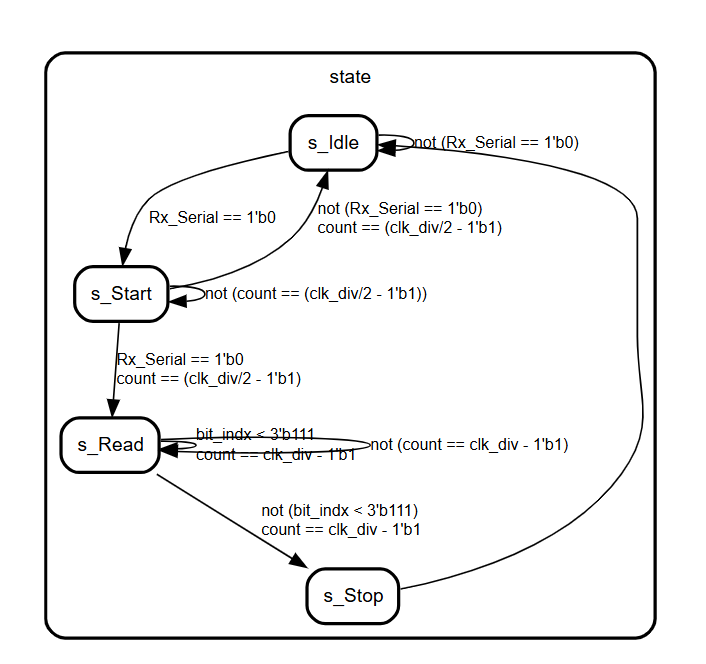 state
s_Idle
not (Rx_Serial == 1'b0)
Rx_Serial == 1'b0
not (Rx_Serial == 1'b0)
count == (clk_div/2 - 1'b1)
s_Start
not (count == (clk_div/2 - 1'b1))
Rx_Serial == 1'b0
count == (clk_div/2 - 1'b1)
s_Read
bit_indx < 3'b111
count == clk_div - 1'b1
not (count == clk_div - 1'b1)
not (bit_indx < 3'b111)
count == clk_div - 1'b1
s_Stop